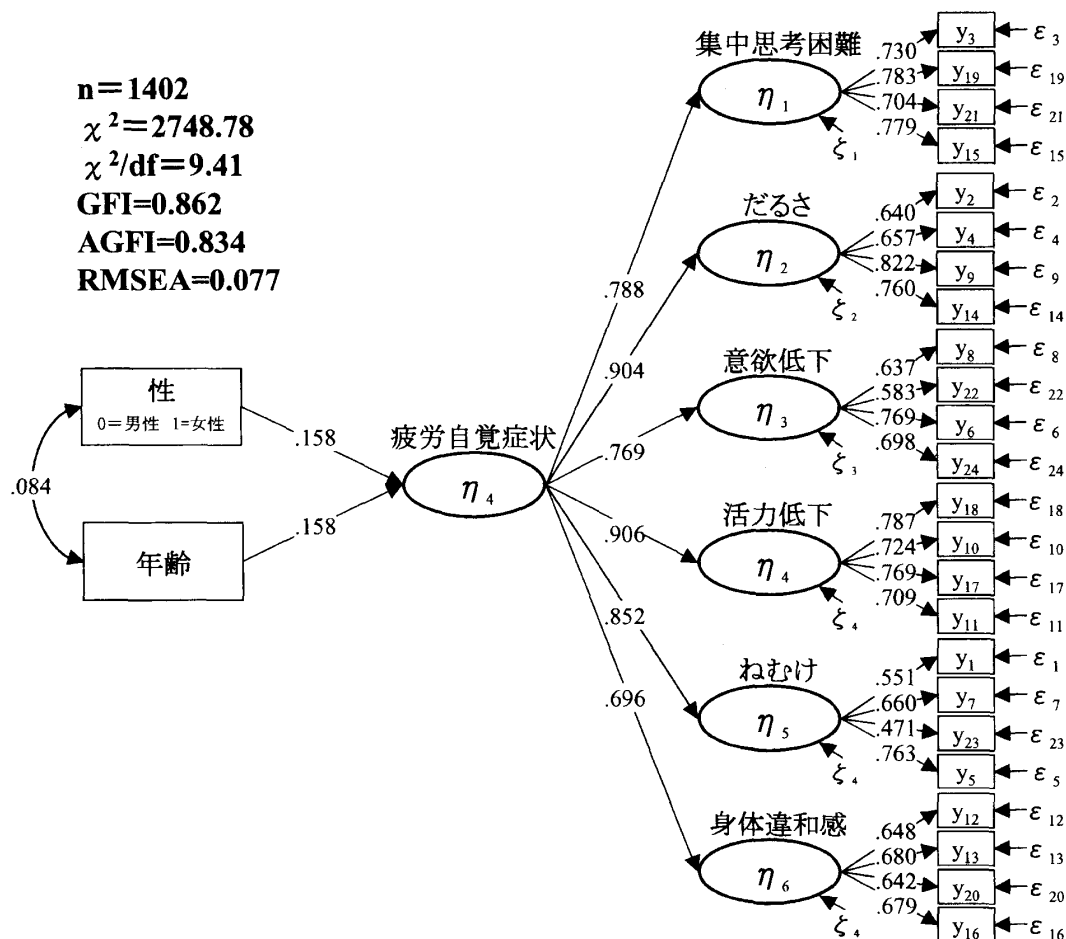 n＝1402
χ²＝2748.78
χ²/df＝9.41
GFI=0.862
AGFI=0.834
RMSEA=0.077
性
0＝男性 1=女性
年齢
.084
.158
.158
疲労自覚症状
η₄
.788
.904
.769
.906
.852
.696
集中思考困難
η₁
ζ₁
.730
.783
.704
.779
y₃
ε₃
y₁₉
ε₁₉
y₂₁
ε₂₁
y₁₅
ε₁₅
だるさ
η₂
ζ₂
.640
.657
.822
.760
y₂
ε₂
y₄
ε₄
y₉
ε₉
y₁₄
ε₁₄
意欲低下
η₃
ζ₃
.637
.583
.769
.698
y₈
ε₈
y₂₂
ε₂₂
y₆
ε₆
y₂₄
ε₂₄
活力低下
η₄
ζ₄
.787
.724
.769
.709
y₁₈
ε₁₈
y₁₀
ε₁₀
y₁₇
ε₁₇
y₁₁
ε₁₁
ねむけ
η₅
ζ₄
.551
.660
.471
.763
y₁
ε₁
y₇
ε₇
y₂₃
ε₂₃
y₅
ε₅
身体違和感
η₆
ζ₄
.648
.680
.642
.679
y₁₂
ε₁₂
y₁₃
ε₁₃
y₂₀
ε₂₀
y₁₆
ε₁₆